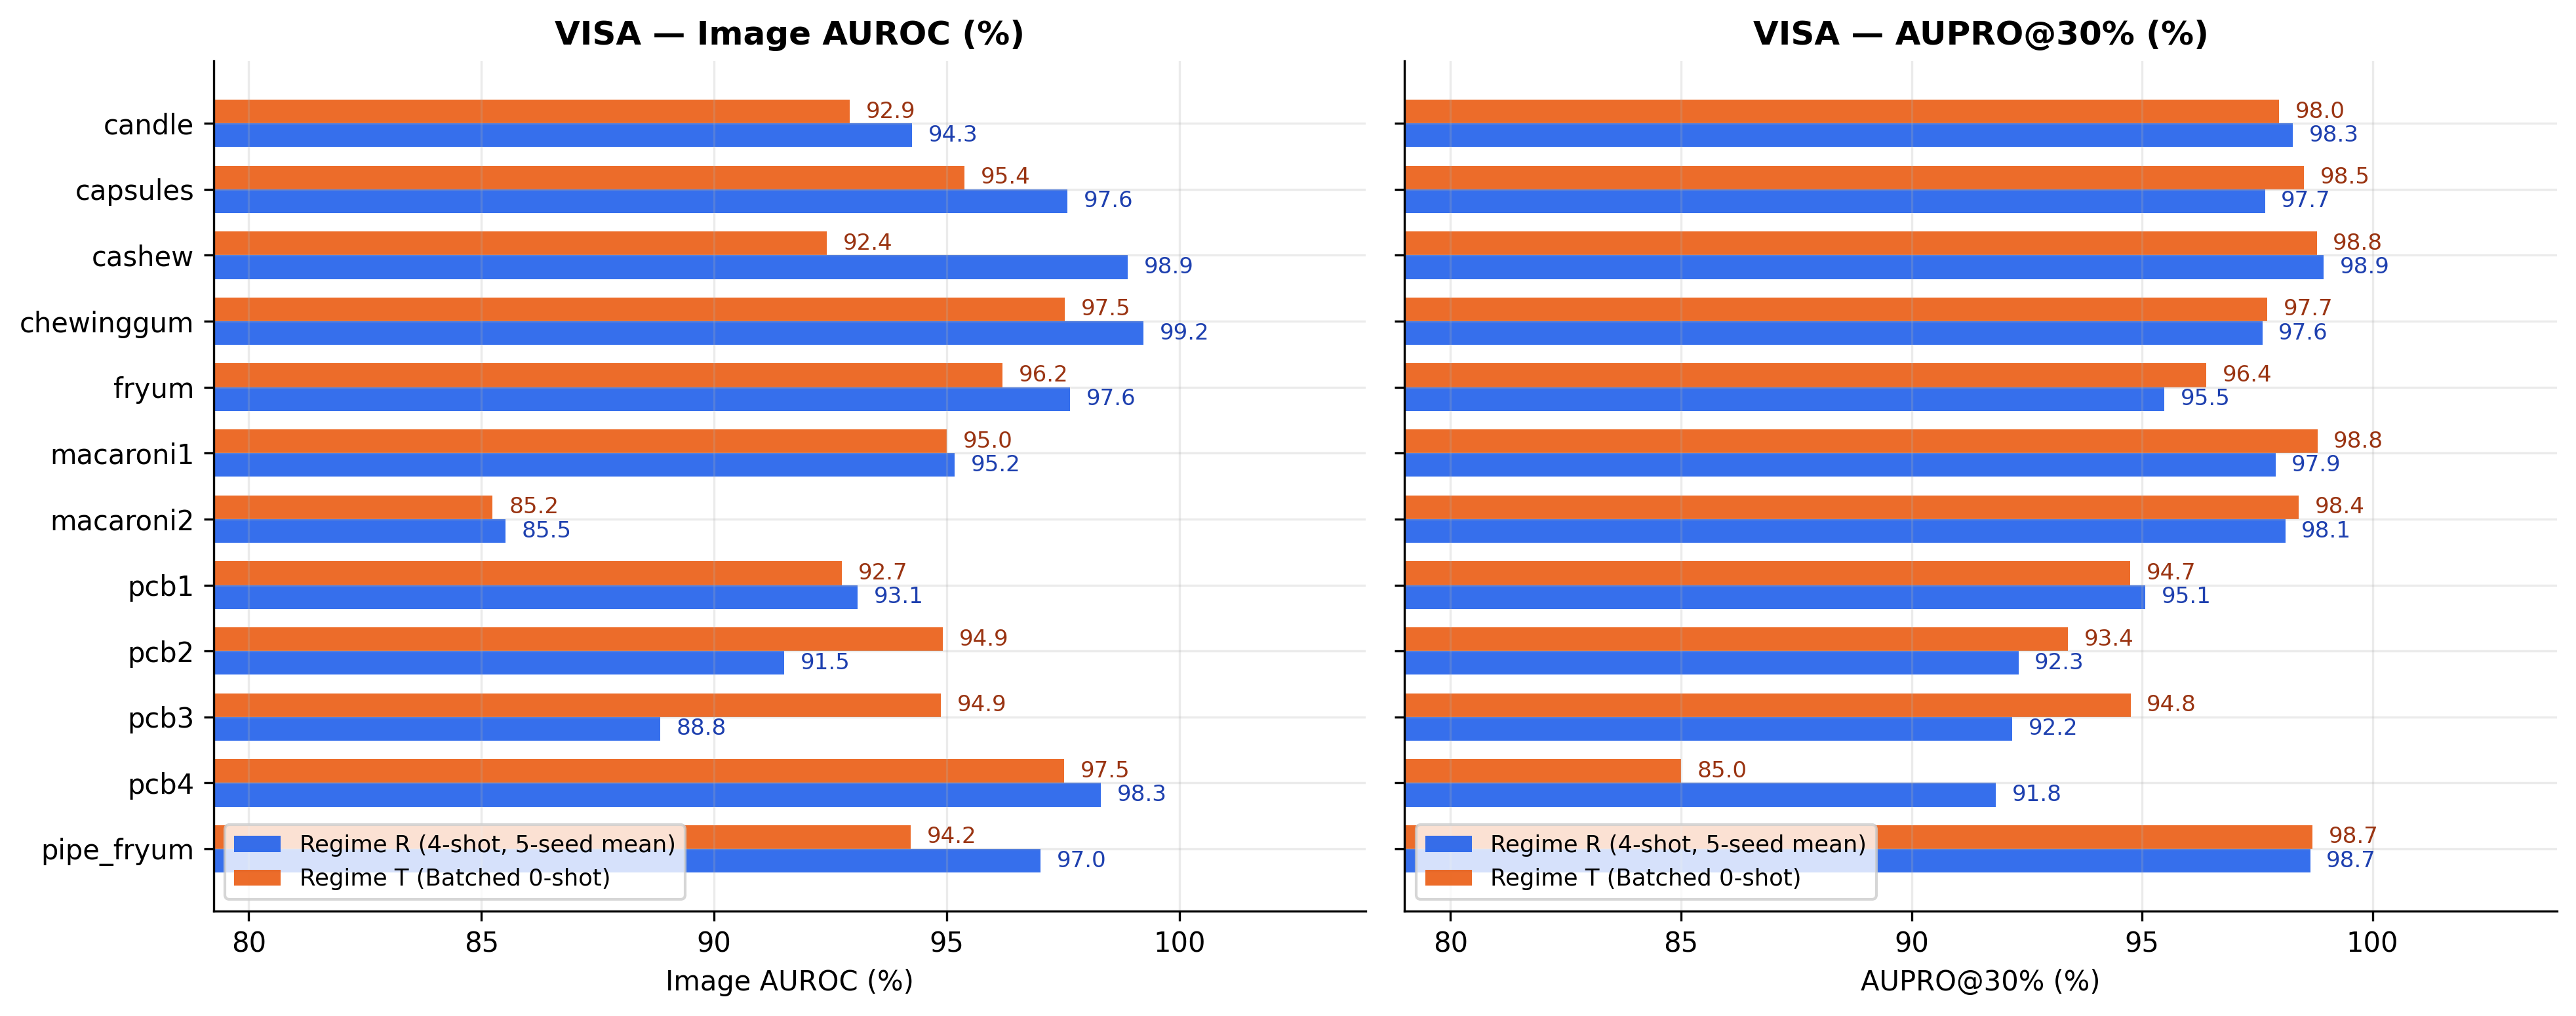 VISA — Image AUROC (%)
candle
92.9
94.3
capsules
95.4
97.6
cashew
92.4
98.9
chewinggum
97.5
99.2
fryum
96.2
97.6
macaroni1
95.0
95.2
macaroni2
85.2
85.5
pcb1
92.7
93.1
pcb2
94.9
91.5
pcb3
94.9
88.8
pcb4
97.5
98.3
pipe_fryum
94.2
97.0
Regime R (4-shot, 5-seed mean)
Regime T (Batched 0-shot)
80 85 90 95 100
Image AUROC (%)
VISA — AUPRO@30% (%)
98.0
98.3
98.5
97.7
98.8
98.9
97.7
97.6
96.4
95.5
98.8
97.9
98.4
98.1
94.7
95.1
93.4
92.3
94.8
92.2
85.0
91.8
98.7
98.7
Regime R (4-shot, 5-seed mean)
Regime T (Batched 0-shot)
80 85 90 95 100
AUPRO@30% (%)